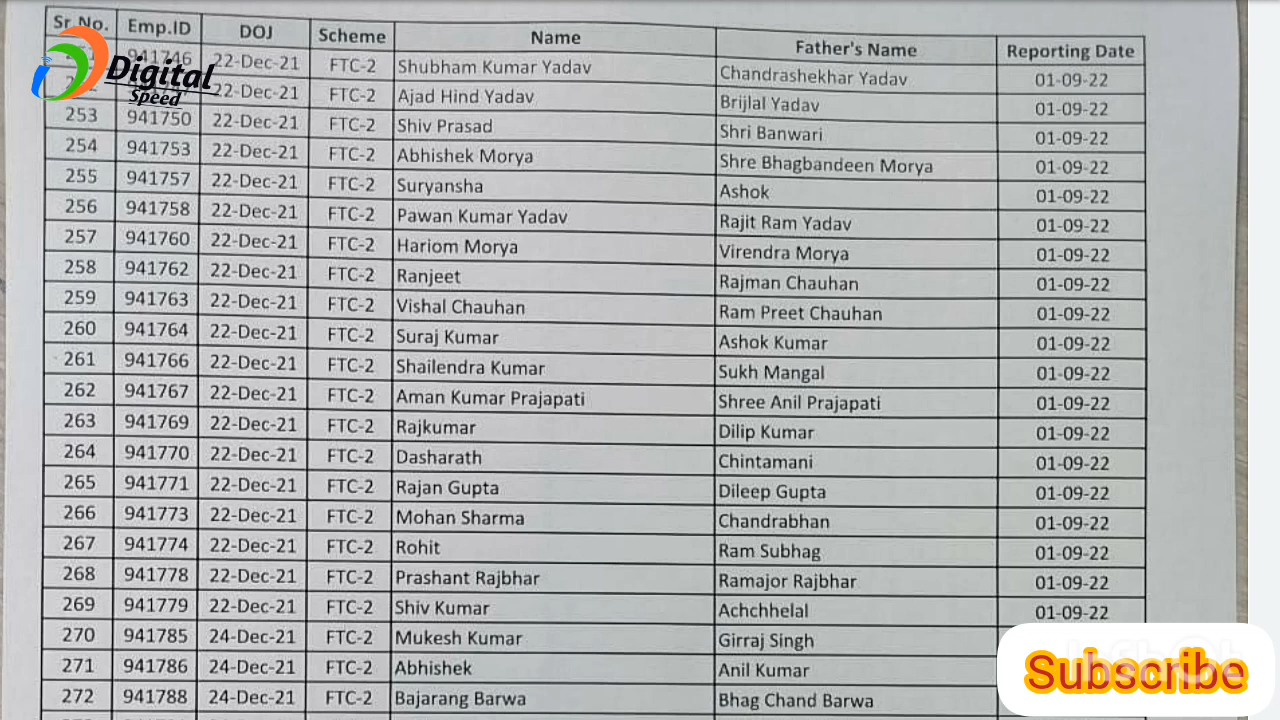 Sr.No. Emp.ID DOJ Scheme Name Father's Name Reporting Date
941746 22-Dec-21 FTC-2 Shubham Kumar Yadav Chandrashekhar Yadav 01-09-22
22-Dec-21 FTC-2 Ajad Hind Yadav Brijlal Yadav 01-09-22
253 941750 22-Dec-21 FTC-2 Shiv Prasad Shri Banwari 01-09-22
254 941753 22-Dec-21 FTC-2 Abhishek Morya Shre Bhagbandeen Morya 01-09-22
255 941757 22-Dec-21 FTC-2 Suryansha Ashok 01-09-22
256 941758 22-Dec-21 FTC-2 Pawan Kumar Yadav Rajit Ram Yadav 01-09-22
257 941760 22-Dec-21 FTC-2 Hariom Morya Virendra Morya 01-09-22
258 941762 22-Dec-21 FTC-2 Ranjeet Rajman Chauhan 01-09-22
259 941763 22-Dec-21 FTC-2 Vishal Chauhan Ram Preet Chauhan 01-09-22
260 941764 22-Dec-21 FTC-2 Suraj Kumar Ashok Kumar 01-09-22
261 941766 22-Dec-21 FTC-2 Shailendra Kumar Sukh Mangal 01-09-22
262 941767 22-Dec-21 FTC-2 Aman Kumar Prajapati Shree Anil Prajapati 01-09-22
263 941769 22-Dec-21 FTC-2 Rajkumar Dilip Kumar 01-09-22
264 941770 22-Dec-21 FTC-2 Dasharath Chintamani 01-09-22
265 941771 22-Dec-21 FTC-2 Rajan Gupta Dileep Gupta 01-09-22
266 941773 22-Dec-21 FTC-2 Mohan Sharma Chandrabhan 01-09-22
267 941774 22-Dec-21 FTC-2 Rohit Ram Subhag 01-09-22
268 941778 22-Dec-21 FTC-2 Prashant Rajbhar Ramajor Rajbhar 01-09-22
269 941779 22-Dec-21 FTC-2 Shiv Kumar Achchhelal 01-09-22
270 941785 24-Dec-21 FTC-2 Mukesh Kumar Girraj Singh
271 941786 24-Dec-21 FTC-2 Abhishek Anil Kumar
272 941788 24-Dec-21 FTC-2 Bajarang Barwa Bhag Chand Barwa
Digital
Speed
Subscribe